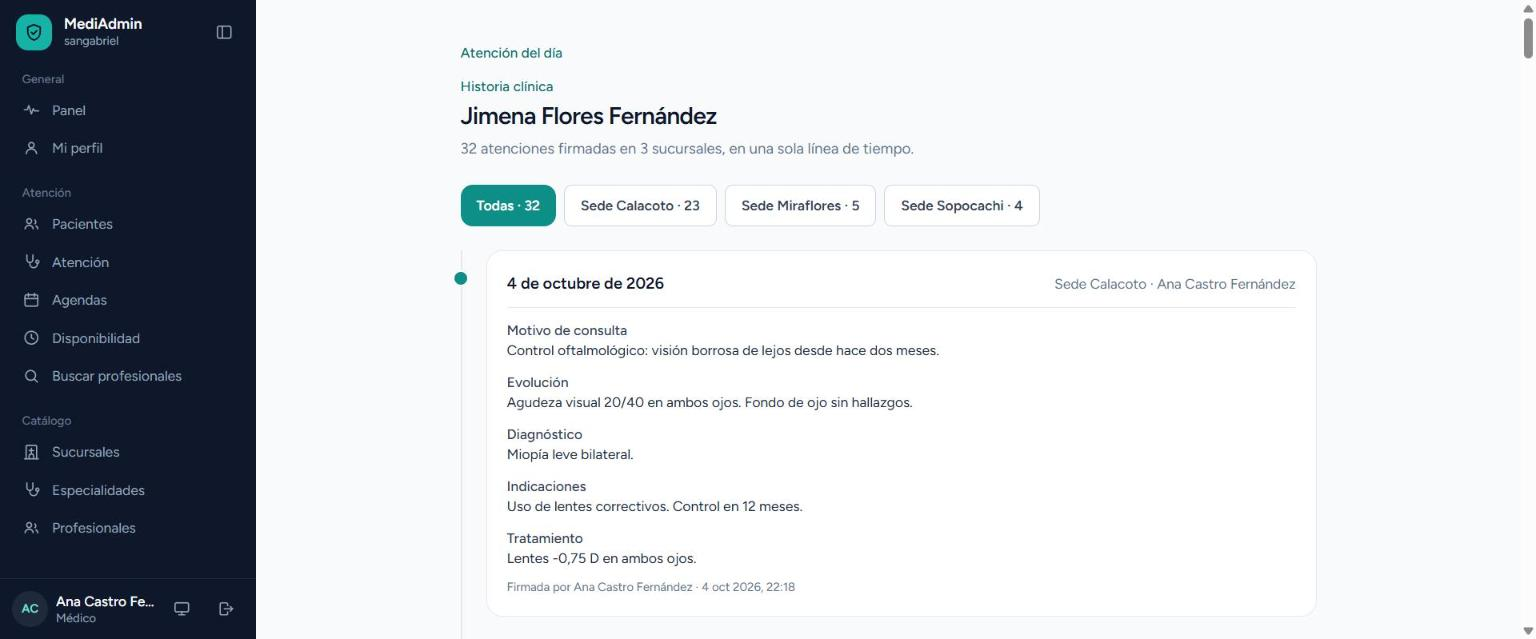 MediAdmin
sangabriel
General
Panel
Mi perfil
Atención
Pacientes
Atención
Agendas
Disponibilidad
Buscar profesionales
Catálogo
Sucursales
Especialidades
Profesionales
AC
Ana Castro Fe...
Médico
Atención del día
Historia clínica
Jimena Flores Fernández
32 atenciones firmadas en 3 sucursales, en una sola línea de tiempo.
Todas · 32
Sede Calacoto · 23
Sede Miraflores · 5
Sede Sopocachi · 4
4 de octubre de 2026
Sede Calacoto · Ana Castro Fernández
Motivo de consulta
Control oftalmológico: visión borrosa de lejos desde hace dos meses.
Evolución
Agudeza visual 20/40 en ambos ojos. Fondo de ojo sin hallazgos.
Diagnóstico
Miopía leve bilateral.
Indicaciones
Uso de lentes correctivos. Control en 12 meses.
Tratamiento
Lentes -0,75 D en ambos ojos.
Firmada por Ana Castro Fernández · 4 oct 2026, 22:18